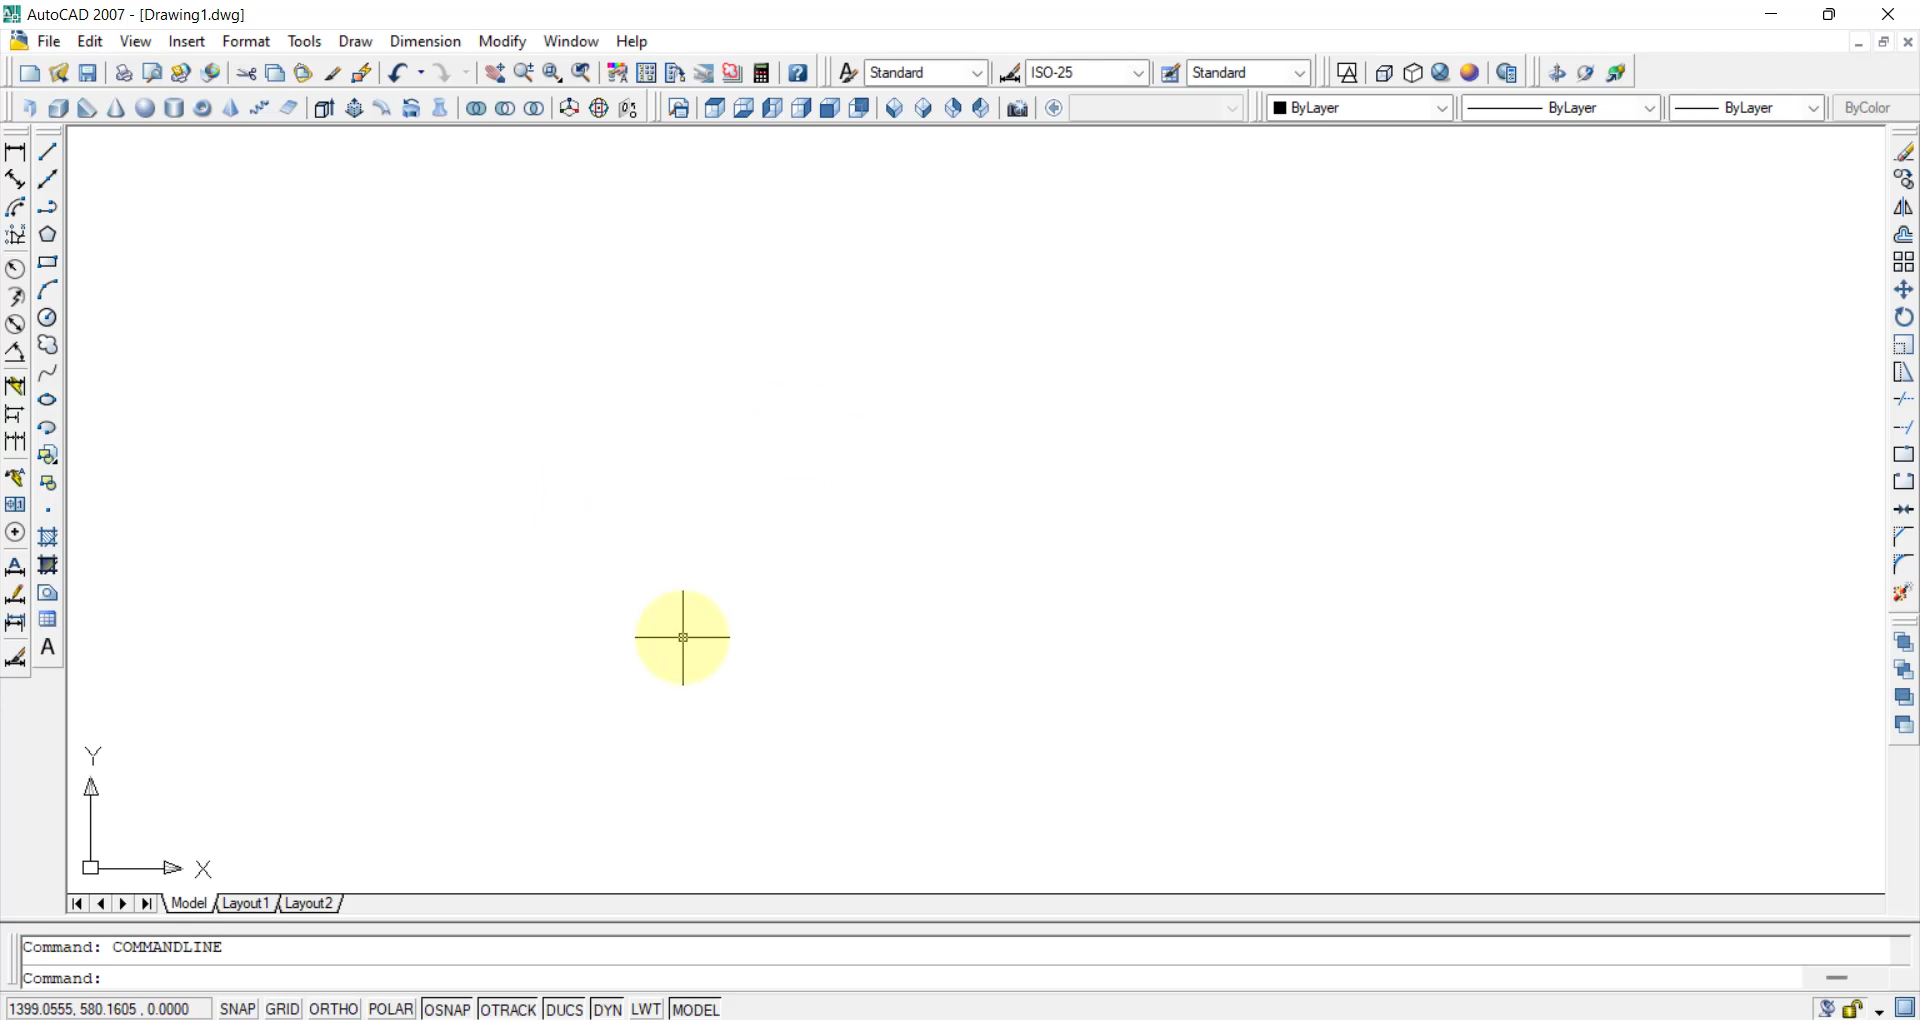 AutoCAD 2007 - [Drawing1.dwg]
File Edit View Insert Format Tools Draw Dimension Modify Window Help
Standard ISO-25 Standard
ByLayer ByLayer ByLayer ByColor
A
Y
X
Model Layout1 Layout2
Command: COMMANDLINE
Command:
1399.0555, 580.1605 , 0.0000 SNAP GRID ORTHO POLAR OSNAP OTRACK DUCS DYN LWT MODEL